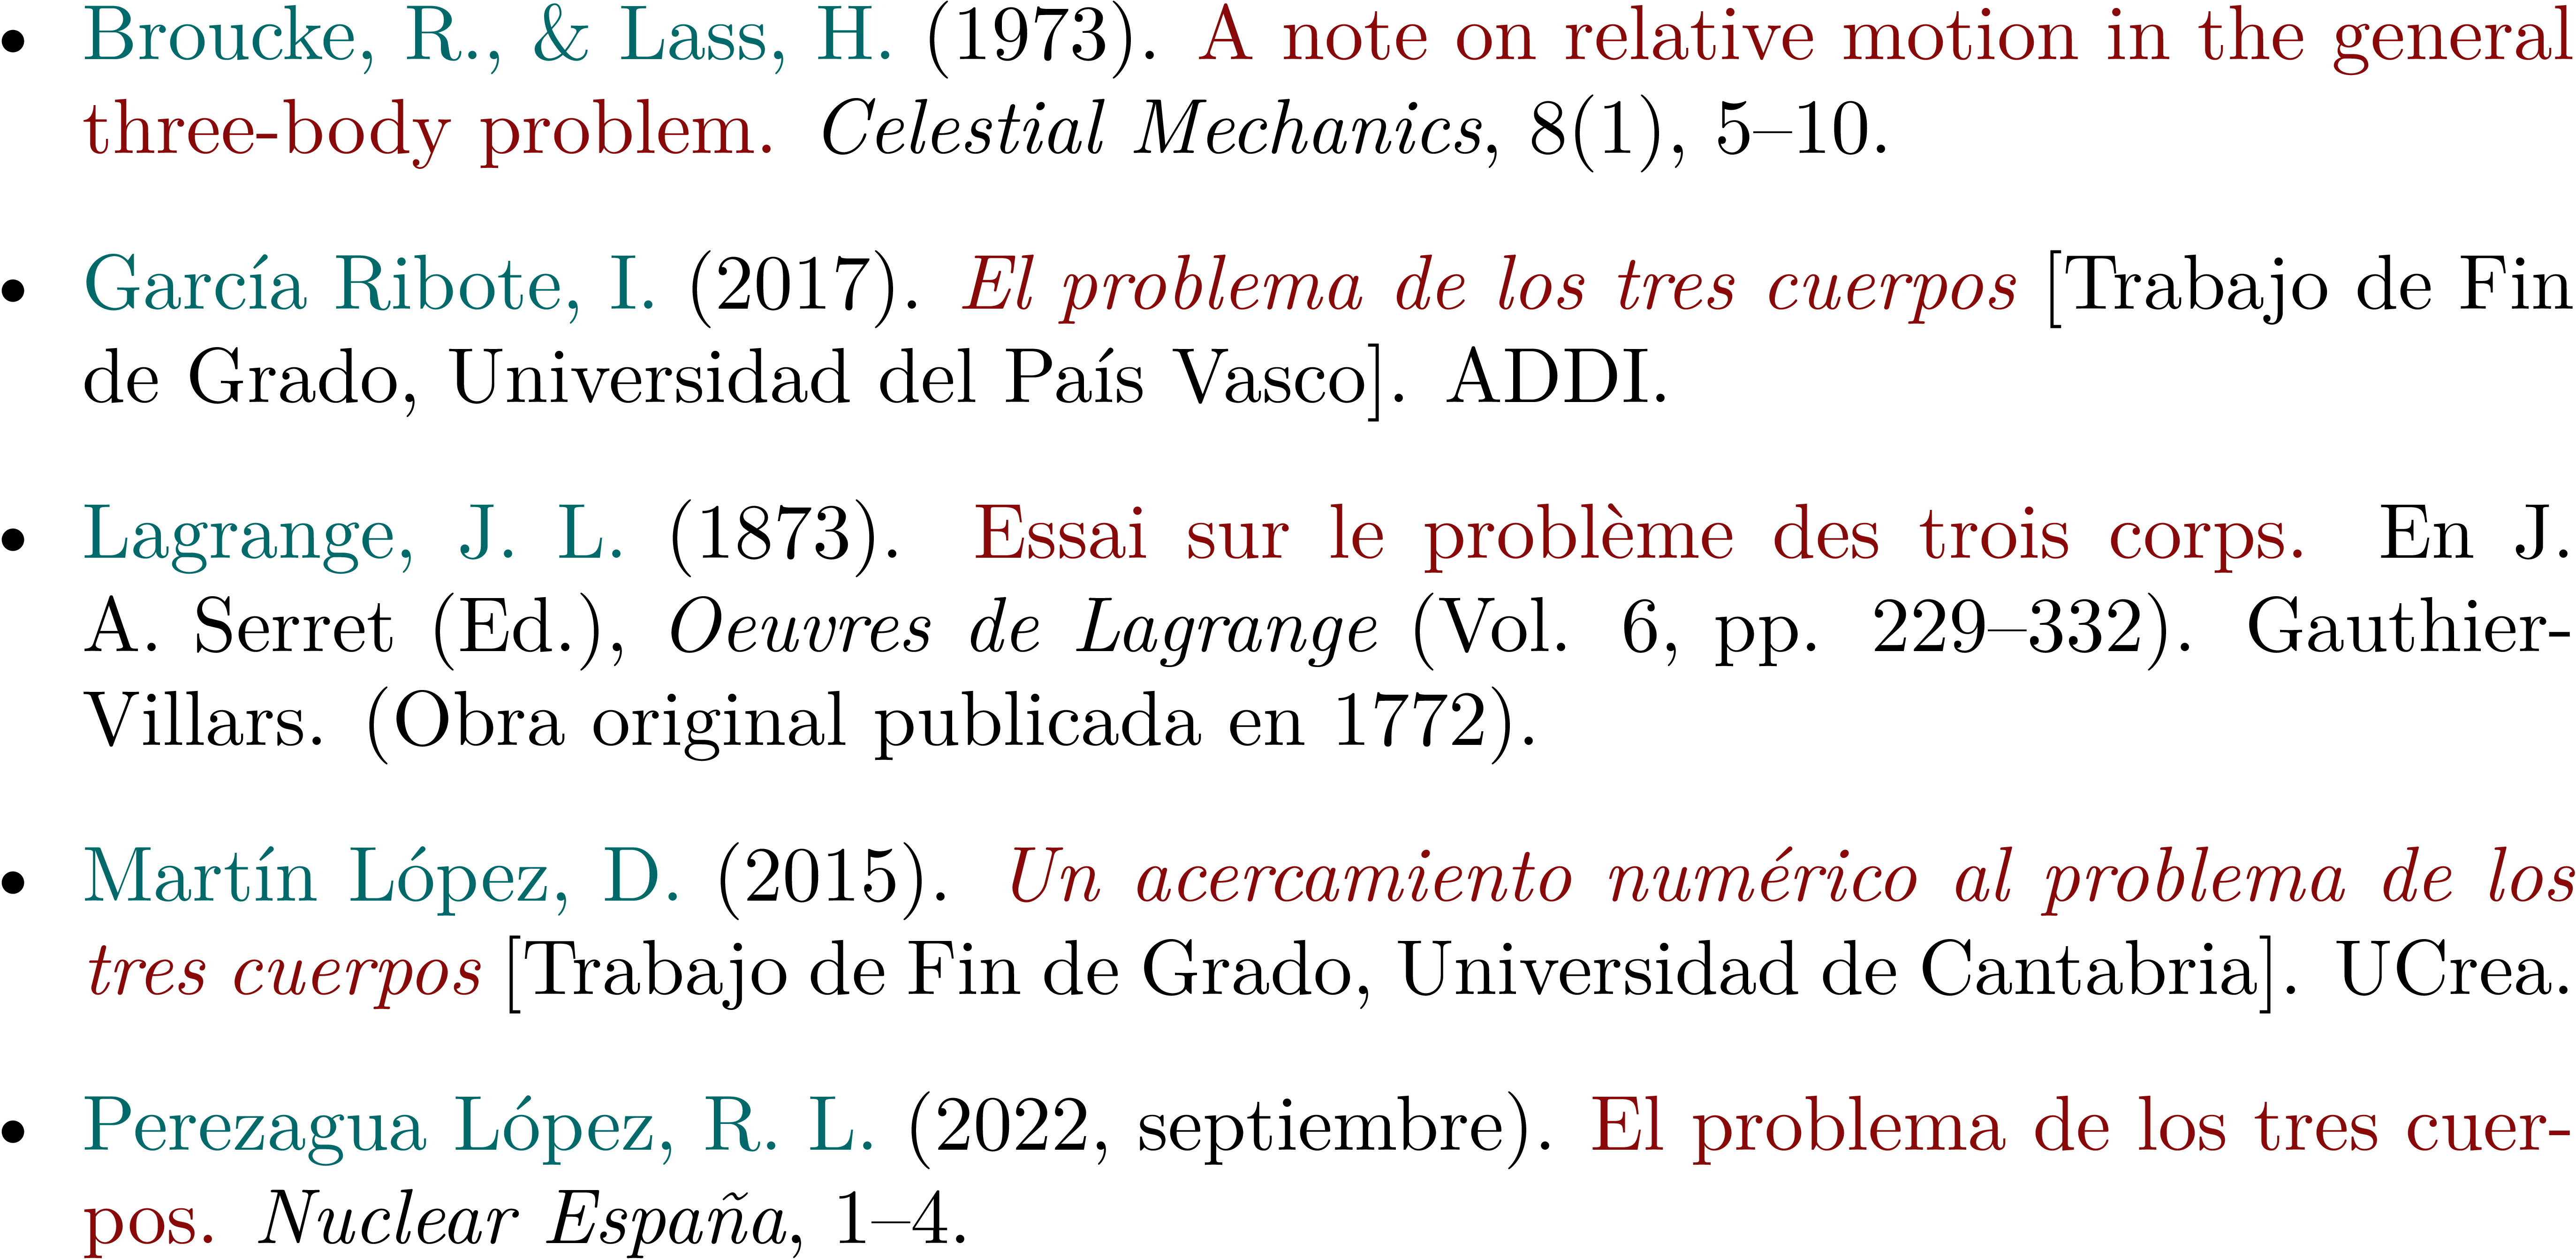 • Broucke, R., & Lass, H. (1973). A note on relative motion in the general
three-body problem. Celestial Mechanics, 8(1), 5–10.
• García Ribote, I. (2017). El problema de los tres cuerpos [Trabajo de Fin
de Grado, Universidad del País Vasco]. ADDI.
• Lagrange, J. L. (1873). Essai sur le problème des trois corps. En J.
A. Serret (Ed.), Oeuvres de Lagrange (Vol. 6, pp. 229–332). Gauthier-
Villars. (Obra original publicada en 1772).
• Martín López, D. (2015). Un acercamiento numérico al problema de los
tres cuerpos [Trabajo de Fin de Grado, Universidad de Cantabria]. UCrea.
• Perezagua López, R. L. (2022, septiembre). El problema de los tres cuer-
pos. Nuclear España, 1–4.